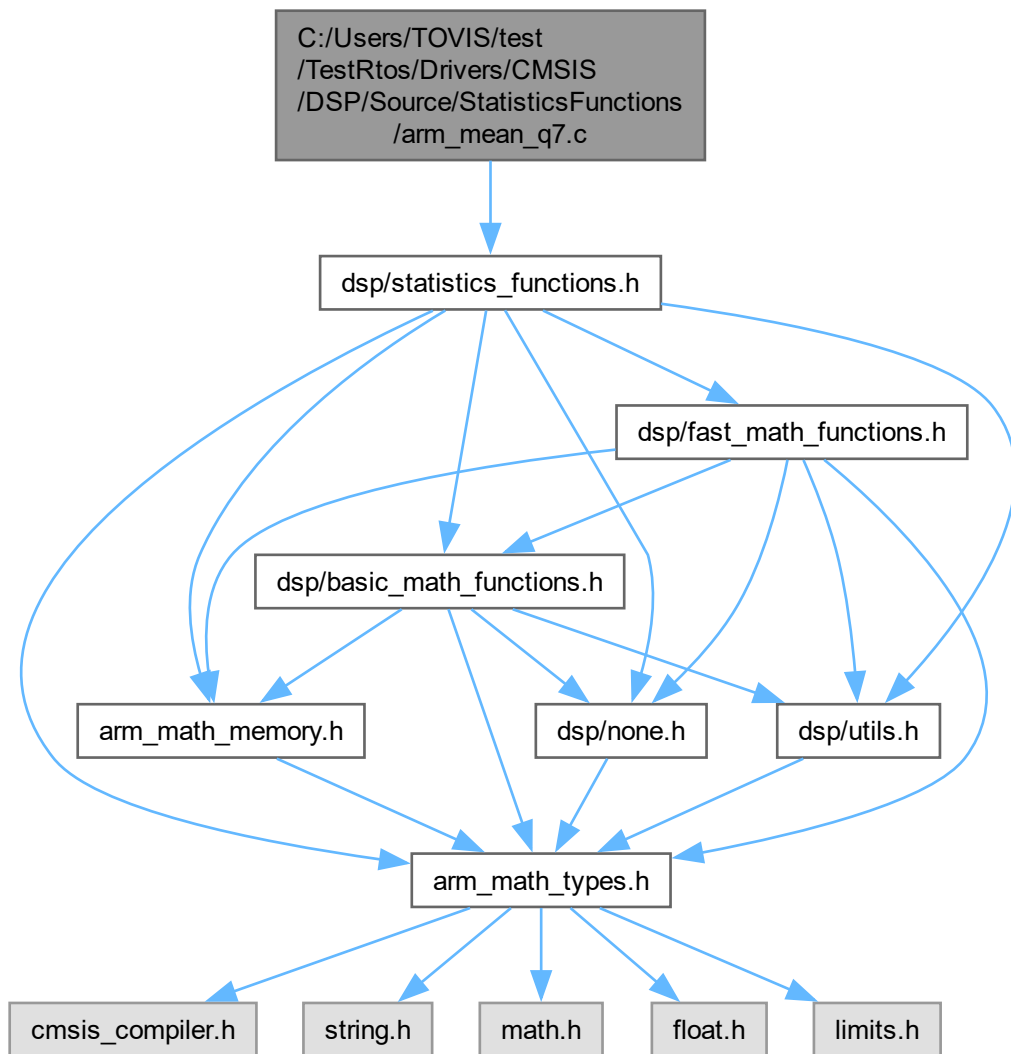 C:/Users/TOVIS/test
/TestRtos/Drivers/CMSIS
/DSP/Source/StatisticsFunctions
/arm_mean_q7.c
dsp/statistics_functions.h
dsp/fast_math_functions.h
dsp/basic_math_functions.h
arm_math_memory.h
dsp/none.h
dsp/utils.h
arm_math_types.h
cmsis_compiler.h
string.h
math.h
float.h
limits.h